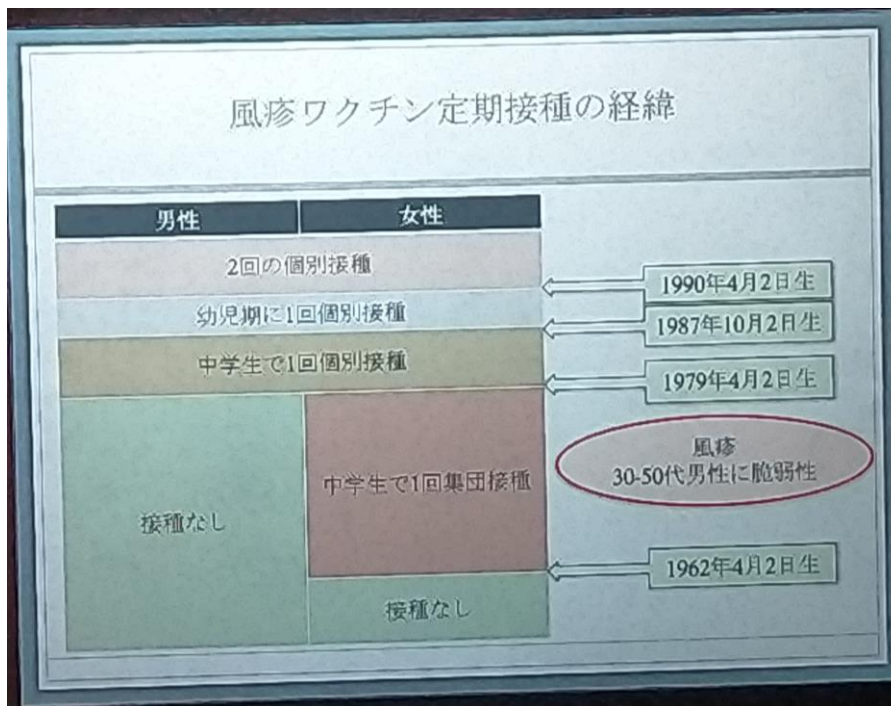 風疹ワクチン定期接種の経緯
男性 女性
2回の個別接種
1990年4月2日生
幼児期に1回個別接種
1987年10月2日生
中学生で1回個別接種
1979年4月2日生
風疹
30-50代男性に脆弱性
中学生で1回集団接種
接種なし
1962年4月2日生
接種なし